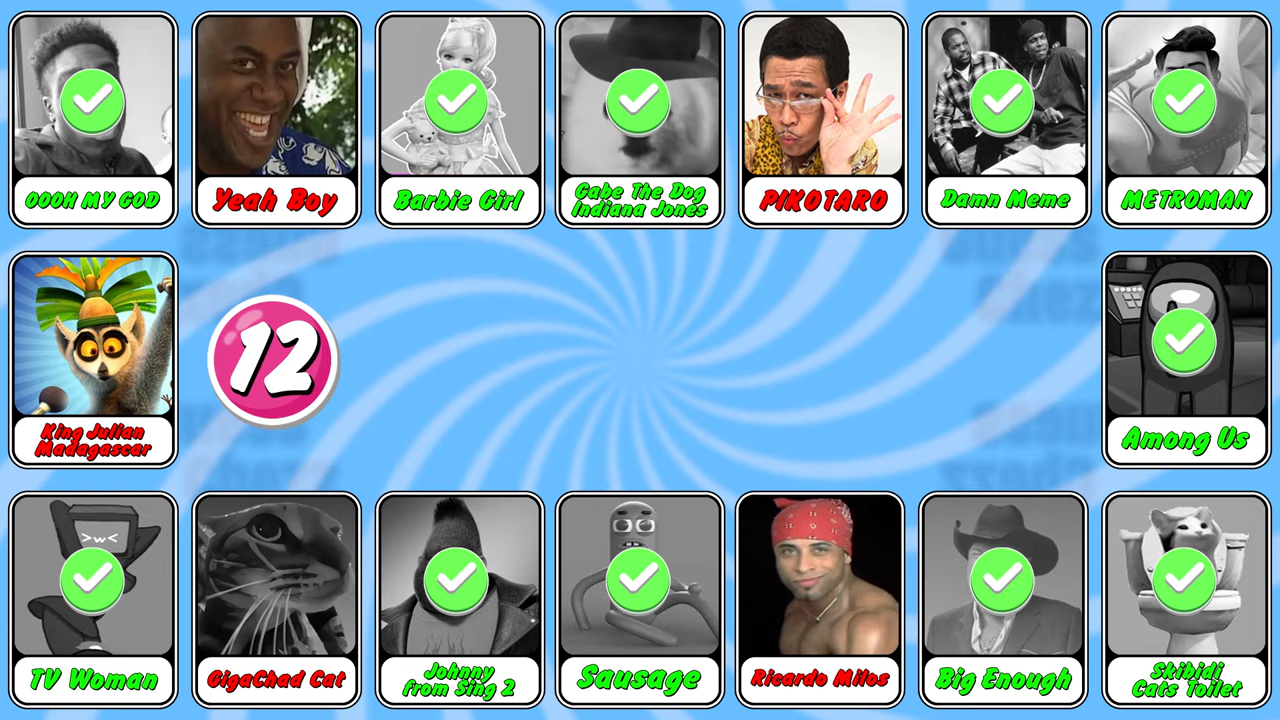 OOOH MY GOD
Yeah Boy
Barbie Girl
Gabe The Dog
Indiana Jones
PIKOTARO
Damn Meme
METROMAN
King Julian
Madagascar
12
Among Us
>w<
TV Woman
GigaChad Cat
Johnny
from Sing 2
Sausage
Ricardo Milos
Big Enough
Skibidi
Cats Toilet